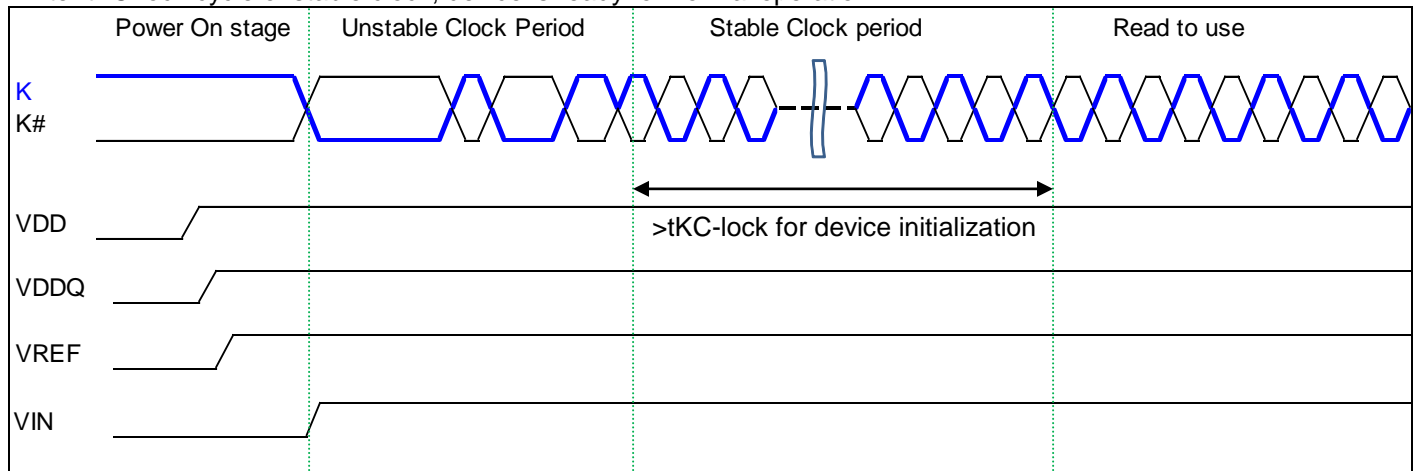 Power On stage Unstable Clock Period Stable Clock period Read to use
K
K#
VDD
>tKC-lock for device initialization
VDDQ
VREF
VIN